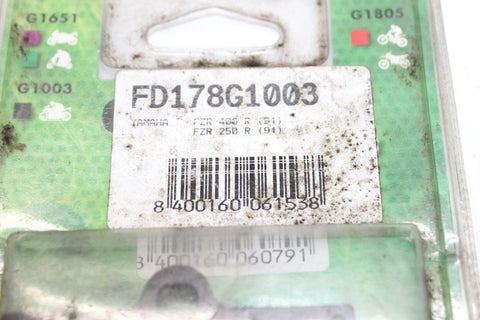 G1651
G1805
G1003
FD178G1003
YAMAHA FZR 400 R (91)
FZR 250 R (91)
8 400160 061538
8 400160 060791